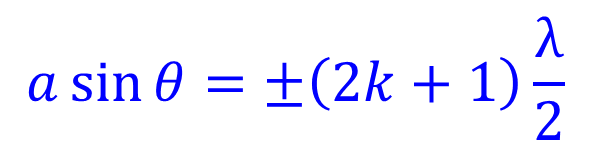 a sin θ = ±(2k + 1) λ/2